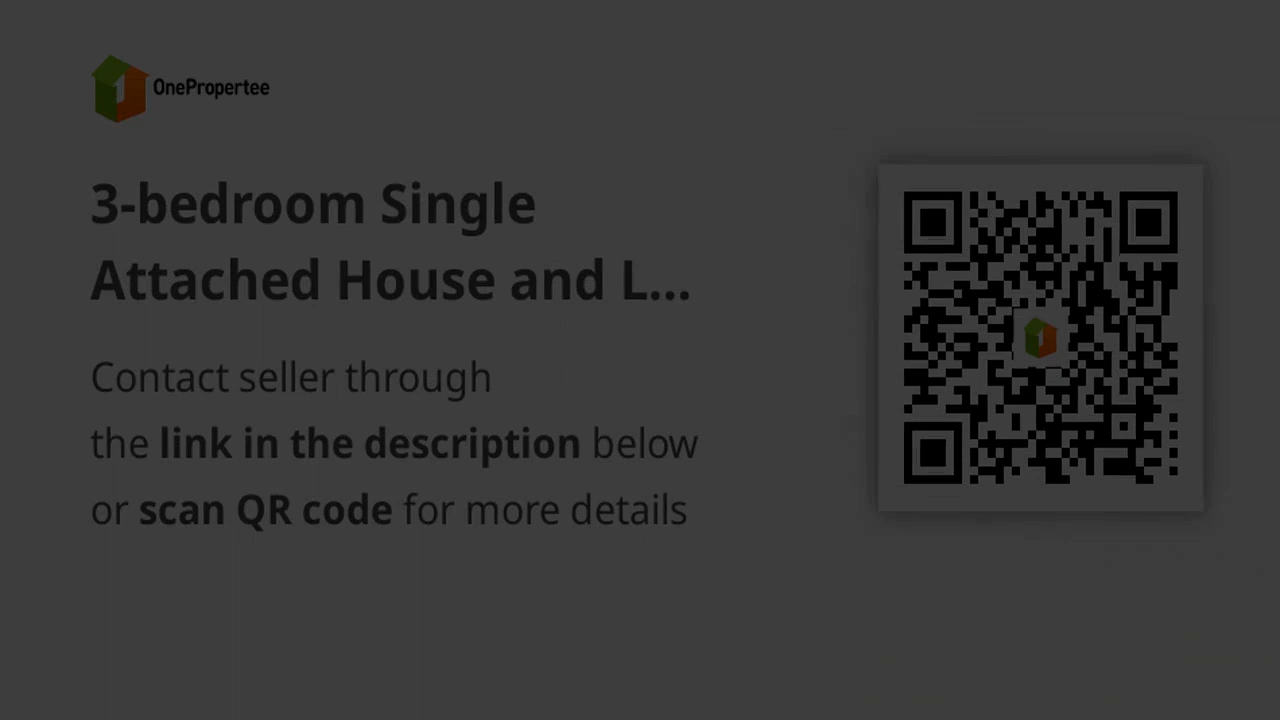 OnePropertee
3-bedroom Single
Attached House and L...
Contact seller through
the link in the description below
or scan QR code for more details